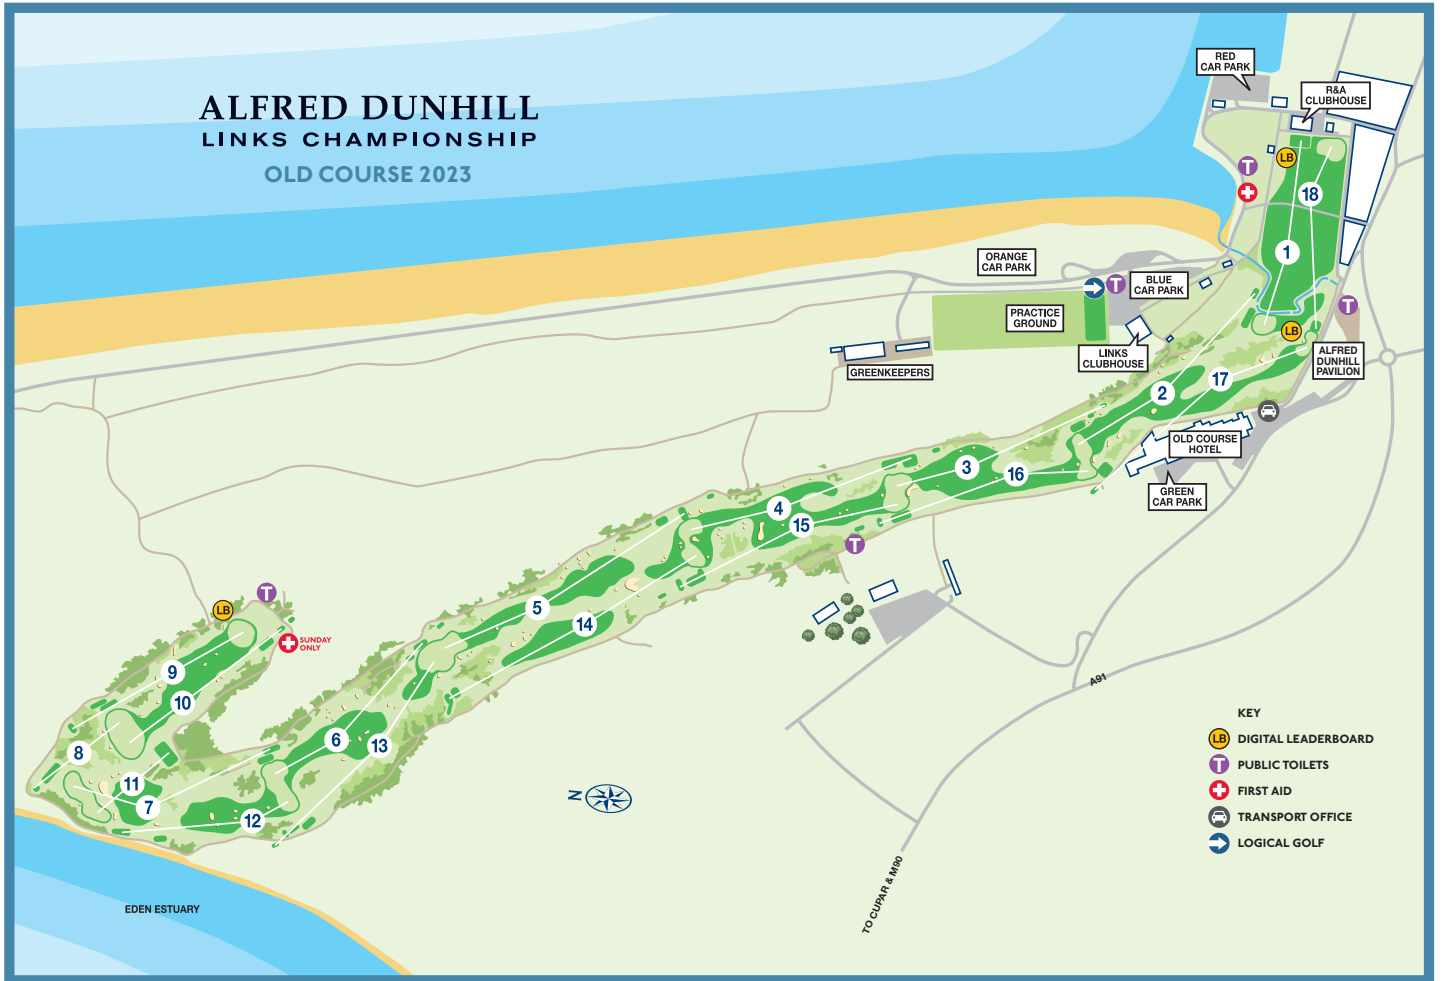 ALFRED DUNHILL
LINKS CHAMPIONSHIP
OLD COURSE 2023
RED
CAR PARK
R&A
CLUBHOUSE
LB
T
18
1
ORANGE
CAR PARK
T
BLUE
CAR PARK
PRACTICE
GROUND
T
LB
LINKS
CLUBHOUSE
GREENKEEPERS
ALFRED
DUNHILL
PAVILION
17
2
OLD COURSE
HOTEL
GREEN
CAR PARK
3
16
4
15
T
5
14
T
LB
SUNDAY
ONLY
9
10
6
13
8
11
7
12
N
A91
TO CUPAR & M90
EDEN ESTUARY
KEY
LB DIGITAL LEADERBOARD
T PUBLIC TOILETS
FIRST AID
TRANSPORT OFFICE
LOGICAL GOLF